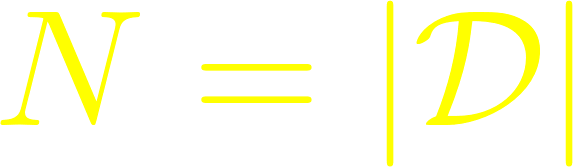 N = |𝒟|